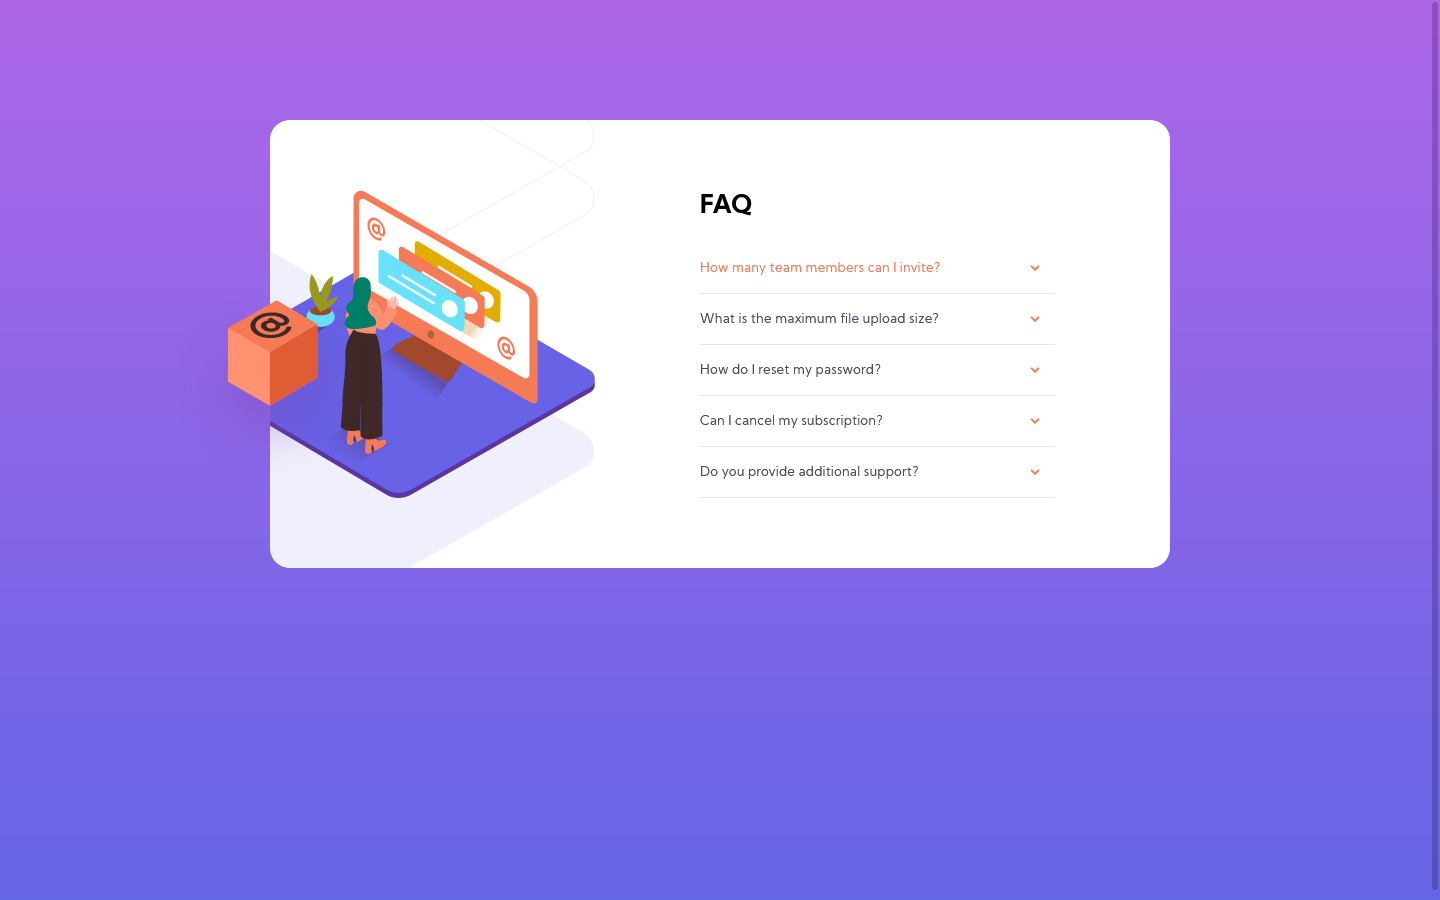 FAQ
How many team members can I invite?
What is the maximum file upload size?
How do I reset my password?
Can I cancel my subscription?
Do you provide additional support?
@
@
@